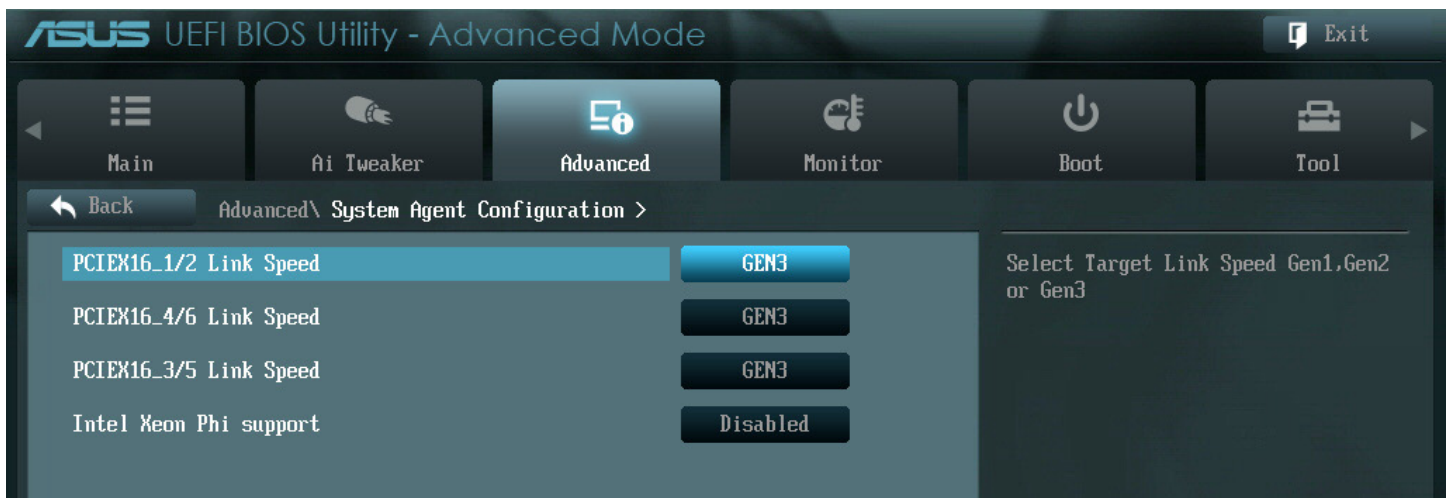 ASUS UEFI BIOS Utility - Advanced Mode
Exit
Main
Ai Tweaker
Advanced
Monitor
Boot
Tool
Back
Advanced\ System Agent Configuration >
PCIEX16_1/2 Link Speed GEN3
PCIEX16_4/6 Link Speed GEN3
PCIEX16_3/5 Link Speed GEN3
Intel Xeon Phi support Disabled
Select Target Link Speed Gen1,Gen2
or Gen3